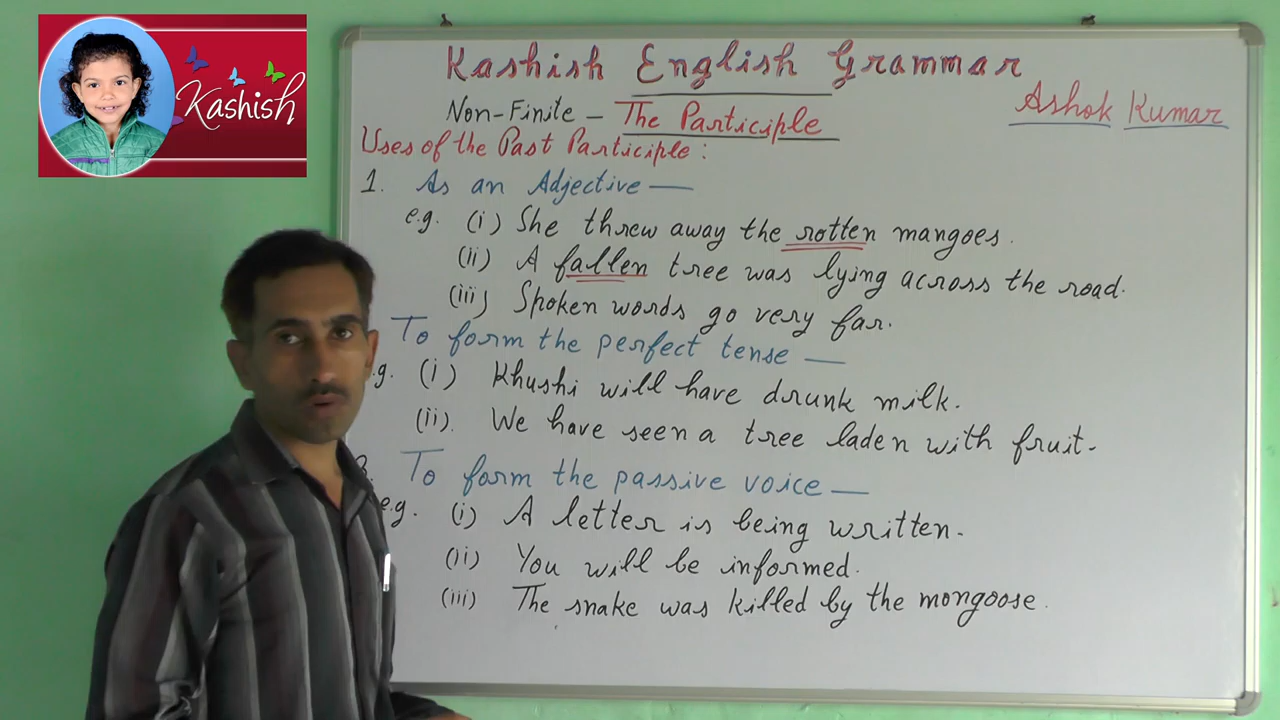 Kashish
Kashish English Grammar
Ashok Kumar
Non-Finite – The Participle
Uses of the Past Participle :
1. As an Adjective —
e.g. (i) She threw away the rotten mangoes.
(ii) A fallen tree was lying across the road.
(iii) Spoken words go very far.
To form the perfect tense —
.g. (i) Khushi will have drunk milk.
(ii). We have seen a tree laden with fruit.
3. To form the passive voice —
e.g. (i) A letter is being written.
(ii) You will be informed.
(iii) The snake was killed by the mongoose.